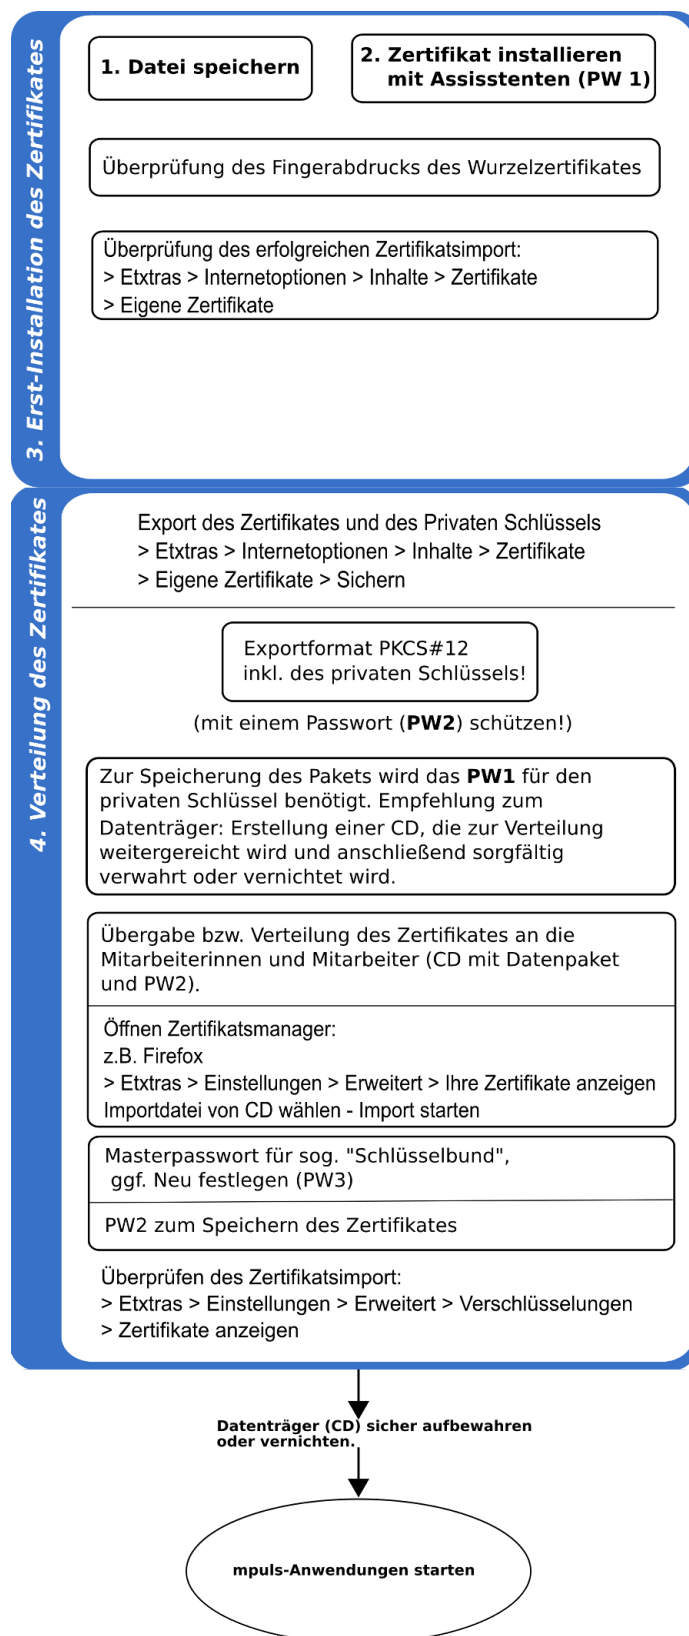 3. Erst-Installation des Zertifikates
1. Datei speichern
2. Zertifikat installieren
mit Assisstenten (PW 1)
Überprüfung des Fingerabdrucks des Wurzelzertifikates
Überprüfung des erfolgreichen Zertifikatsimport:
> Etxtras > Internetoptionen > Inhalte > Zertifikate
> Eigene Zertifikate
4. Verteilung des Zertifikates
Export des Zertifikates und des Privaten Schlüssels
> Etxtras > Internetoptionen > Inhalte > Zertifikate
> Eigene Zertifikate > Sichern
Exportformat PKCS#12
inkl. des privaten Schlüssels!
(mit einem Passwort (PW2) schützen!)
Zur Speicherung des Pakets wird das PW1 für den
privaten Schlüssel benötigt. Empfehlung zum
Datenträger: Erstellung einer CD, die zur Verteilung
weitergereicht wird und anschließend sorgfältig
verwahrt oder vernichtet wird.
Übergabe bzw. Verteilung des Zertifikates an die
Mitarbeiterinnen und Mitarbeiter (CD mit Datenpaket
und PW2).
Öffnen Zertifikatsmanager:
z.B. Firefox
> Etxtras > Einstellungen > Erweitert > Ihre Zertifikate anzeigen
Importdatei von CD wählen - Import starten
Masterpasswort für sog. "Schlüsselbund",
ggf. Neu festlegen (PW3)
PW2 zum Speichern des Zertifikates
Überprüfen des Zertifikatsimport:
> Etxtras > Einstellungen > Erweitert > Verschlüsselungen
> Zertifikate anzeigen
Datenträger (CD) sicher aufbewahren
oder vernichten.
mpuls-Anwendungen starten